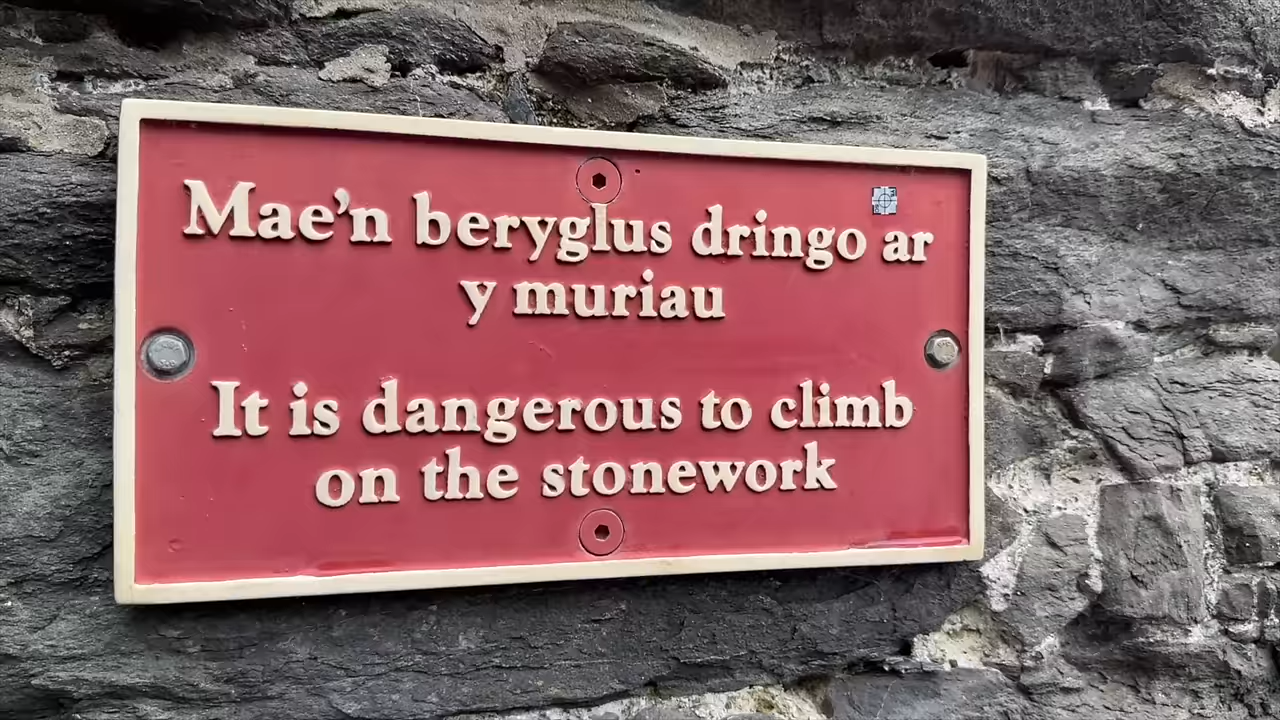 Mae'n beryglus dringo ar
y muriau
It is dangerous to climb
on the stonework